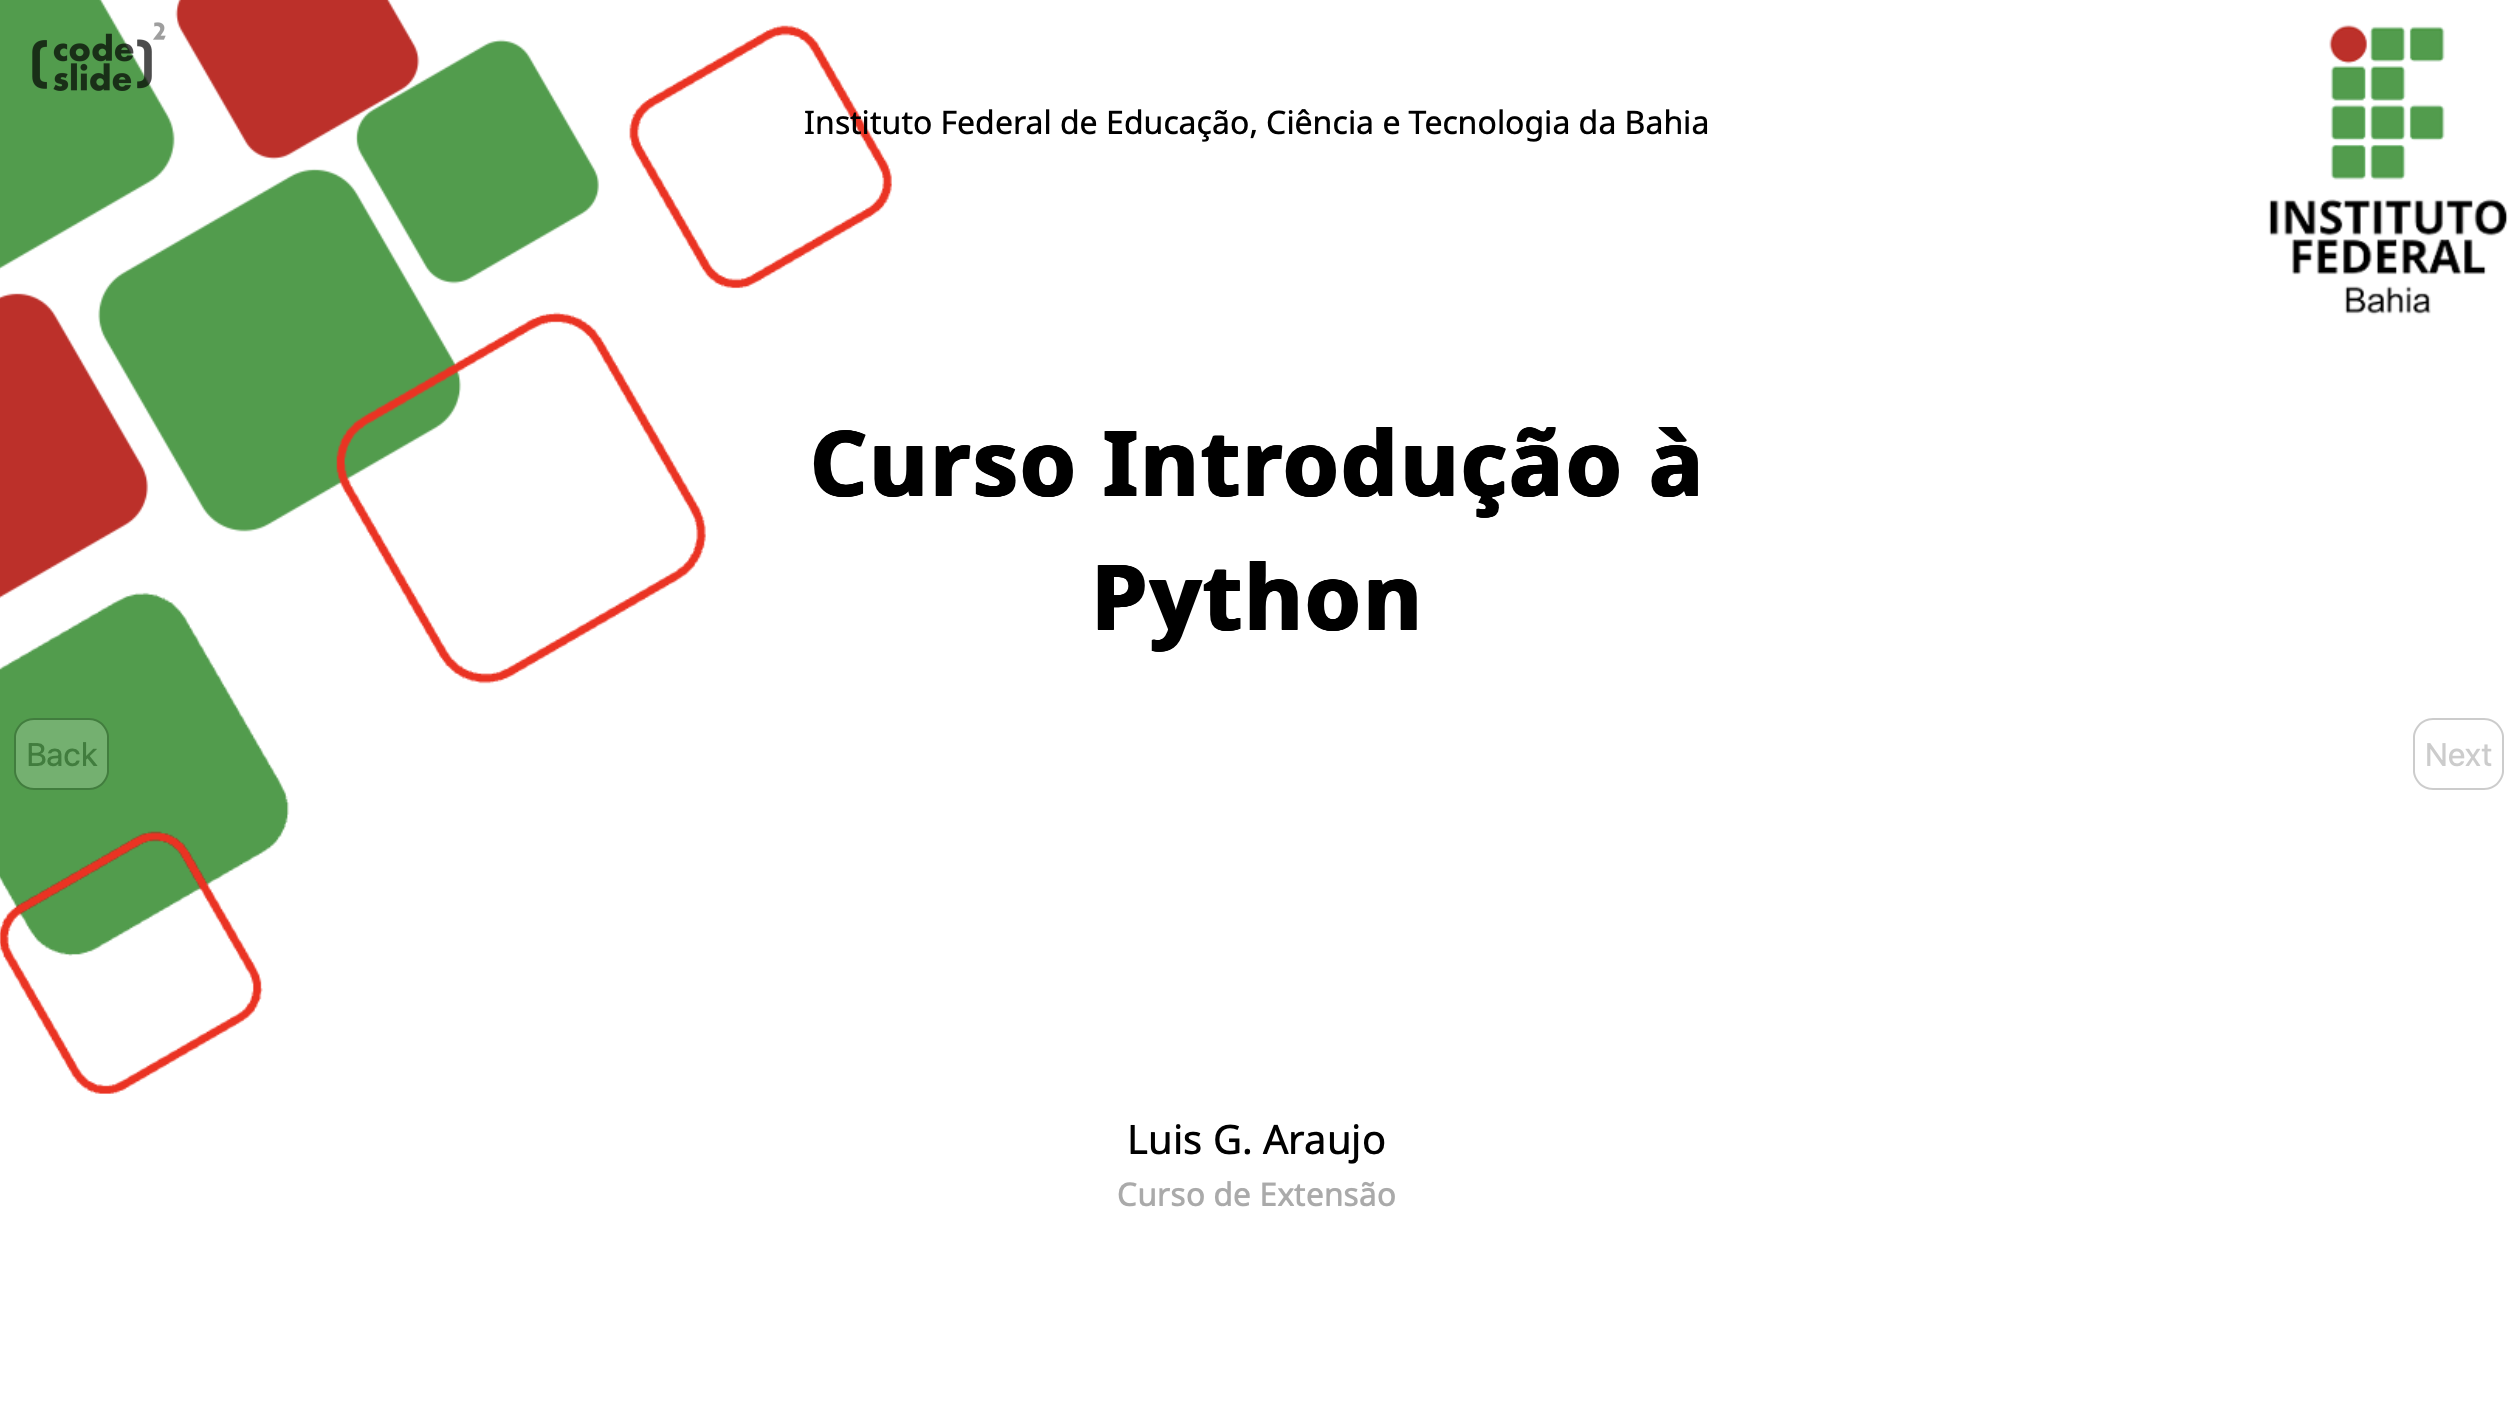 code
slide
2
Instituto Federal de Educação, Ciência e Tecnologia da Bahia
INSTITUTO
FEDERAL
Bahia
Curso Introdução à
Python
Back
Next
Luis G. Araujo
Curso de Extensão